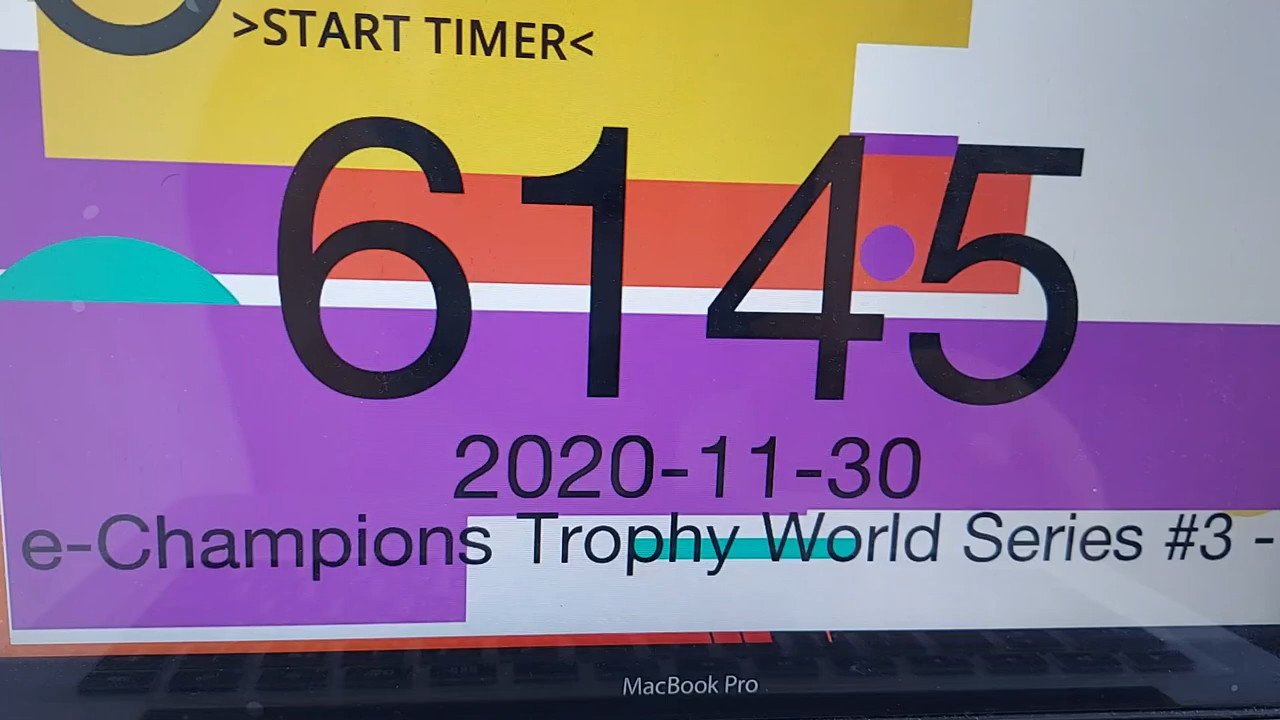 >START TIMER<
6145
2020-11-30
e-Champions Trophy World Series #3 -
MacBook Pro